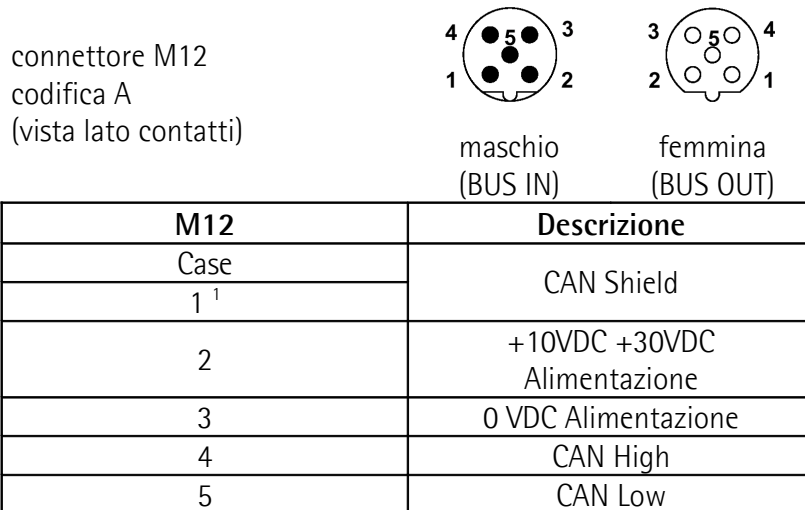 connettore M12
codifica A
(vista lato contatti)
4 5 3
1 2
maschio
(BUS IN)
3 5 4
2 1
femmina
(BUS OUT)
M12 Descrizione
Case CAN Shield
1 1
2 +10VDC +30VDC
Alimentazione
3 0 VDC Alimentazione
4 CAN High
5 CAN Low